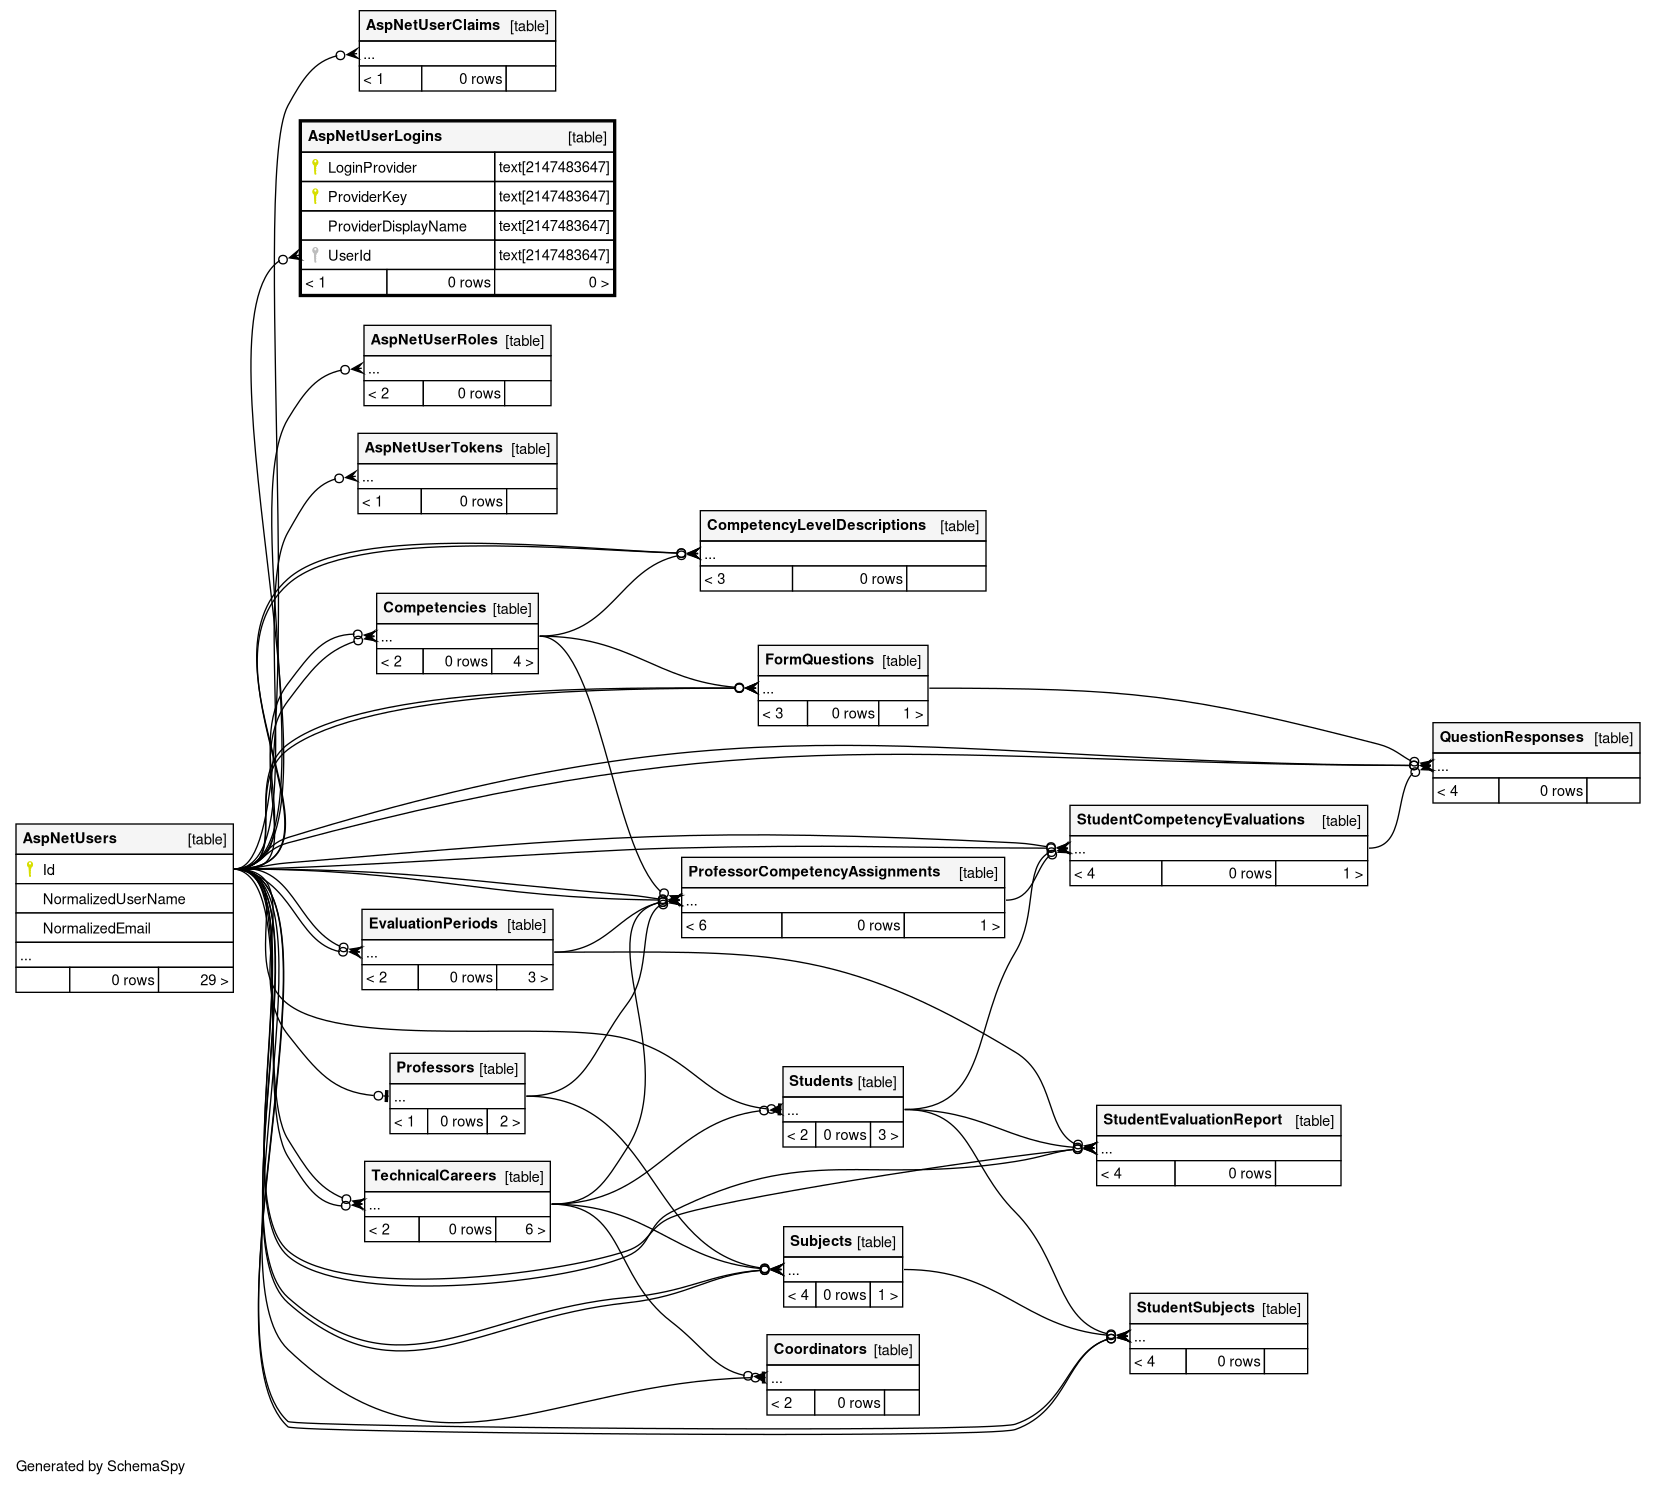 AspNetUserClaims [table]
...
< 1 0 rows
AspNetUserLogins [table]
LoginProvider text[2147483647]
ProviderKey text[2147483647]
ProviderDisplayName text[2147483647]
UserId text[2147483647]
< 1 0 rows 0 >
AspNetUserRoles [table]
...
< 2 0 rows
AspNetUserTokens [table]
...
< 1 0 rows
CompetencyLevelDescriptions [table]
...
< 3 0 rows
Competencies [table]
...
< 2 0 rows 4 >
FormQuestions [table]
...
< 3 0 rows 1 >
QuestionResponses [table]
...
< 4 0 rows
StudentCompetencyEvaluations [table]
...
< 4 0 rows 1 >
AspNetUsers [table]
Id
NormalizedUserName
NormalizedEmail
...
0 rows 29 >
ProfessorCompetencyAssignments [table]
...
< 6 0 rows 1 >
EvaluationPeriods [table]
...
< 2 0 rows 3 >
Professors [table]
...
< 1 0 rows 2 >
Students [table]
...
< 2 0 rows 3 >
StudentEvaluationReport [table]
...
< 4 0 rows
TechnicalCareers [table]
...
< 2 0 rows 6 >
Subjects [table]
...
< 4 0 rows 1 >
StudentSubjects [table]
...
< 4 0 rows
Coordinators [table]
...
< 2 0 rows
Generated by SchemaSpy